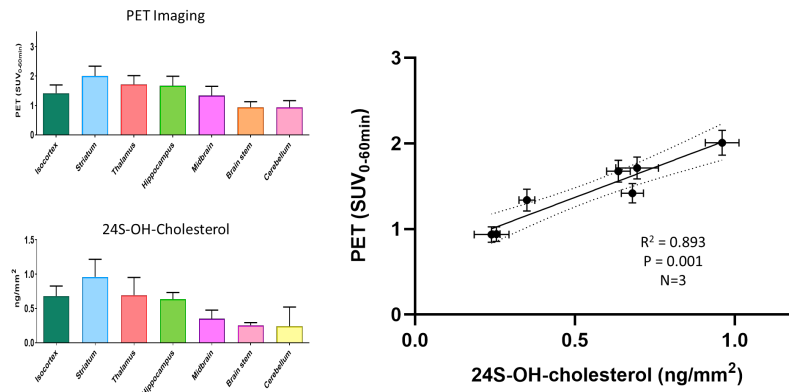 PET Imaging
PET (SUV0-60min)
3
2
1
0
Isocortex
Striatum
Thalamus
Hippocampus
Midbrain
Brain stem
Cerebellum
24S-OH-Cholesterol
ng/mm2
1.5
1.0
0.5
0.0
Isocortex
Striatum
Thalamus
Hippocampus
Midbrain
Brain stem
Cerebellum
PET (SUV0-60min)
3
2
1
0
R2 = 0.893
P = 0.001
N=3
0.0 0.5 1.0
24S-OH-cholesterol (ng/mm2)